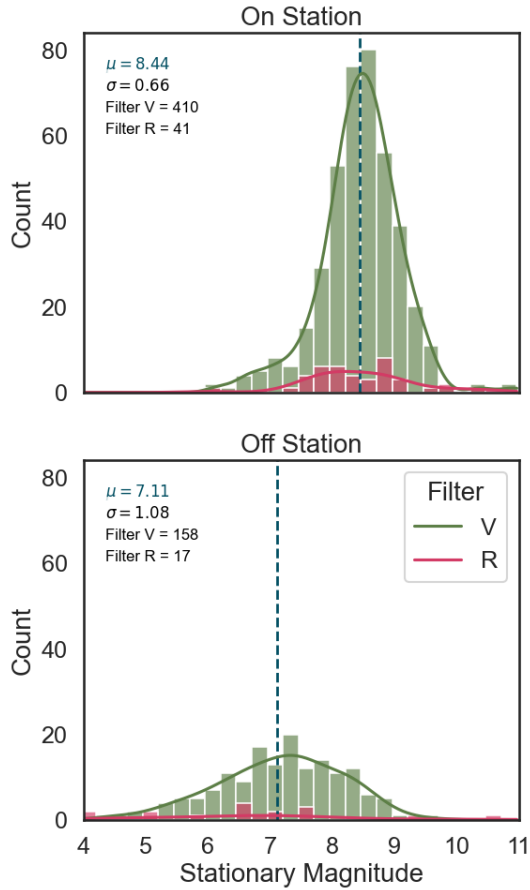 On Station
80
60
40
20
0
Count
μ = 8.44
σ = 0.66
Filter V = 410
Filter R = 41
Off Station
80
60
40
20
0
Count
μ = 7.11
σ = 1.08
Filter V = 158
Filter R = 17
Filter
V
R
4 5 6 7 8 9 10 11
Stationary Magnitude